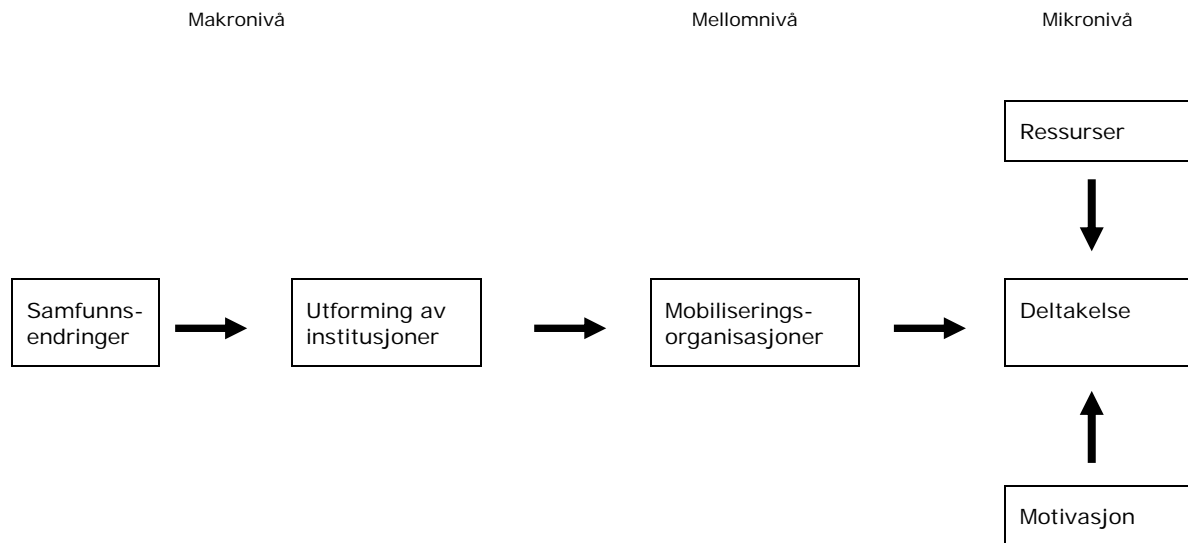 Makronivå
Mellomnivå
Mikronivå
Ressurser
Samfunns-
endringer
Utforming av
institusjoner
Mobiliserings-
organisasjoner
Deltakelse
Motivasjon